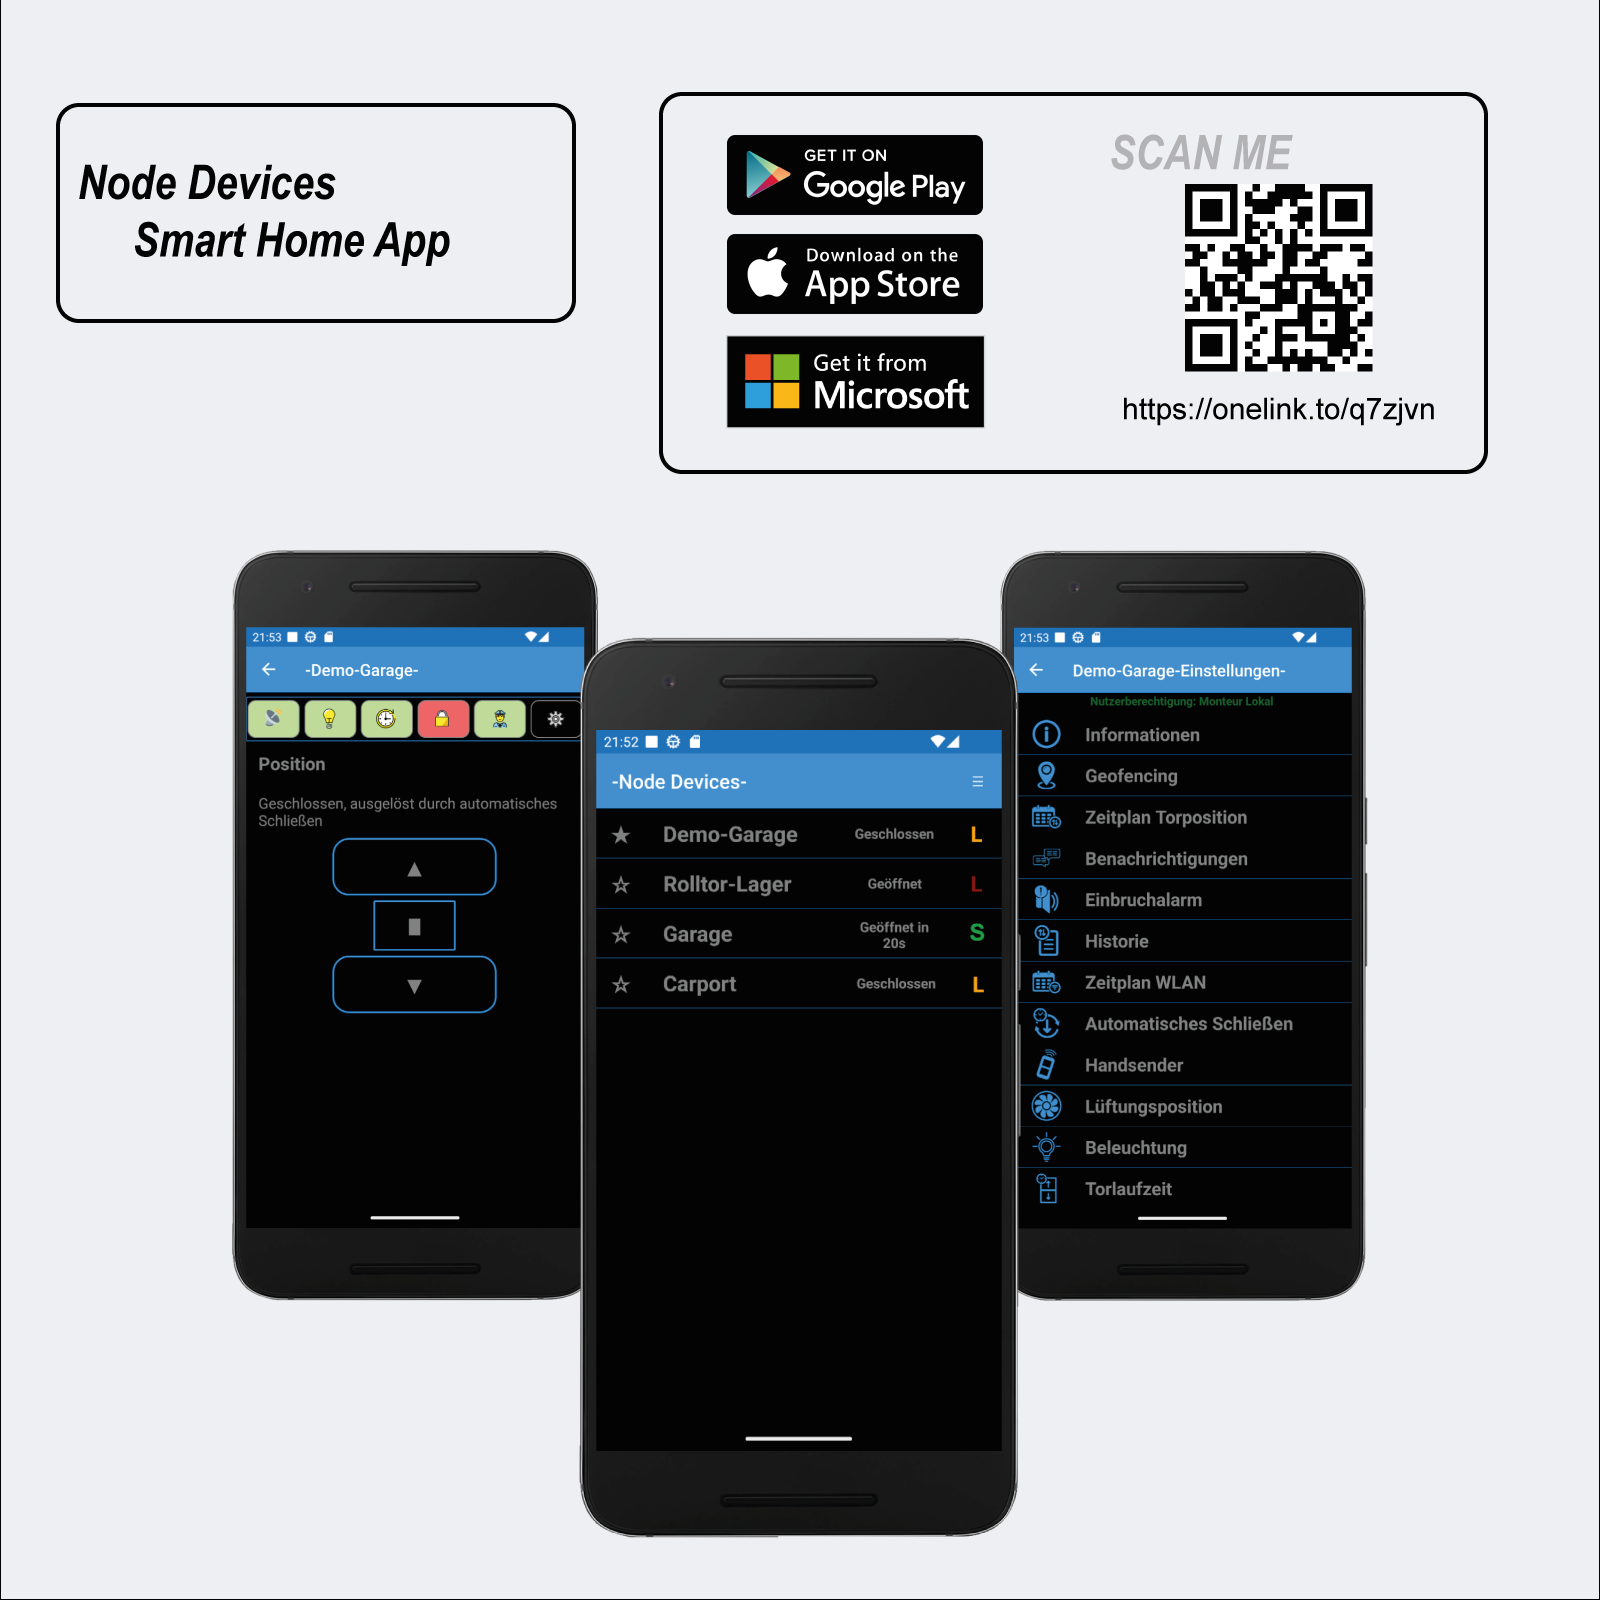 Node Devices
Smart Home App
GET IT ON
Google Play
Download on the
App Store
Get it from
Microsoft
SCAN ME
https://onelink.to/q7zjvn
21:53
-Demo-Garage-
Position
Geschlossen, ausgelöst durch automatisches
Schließen
21:52
-Node Devices-
Demo-Garage Geschlossen L
Rolltor-Lager Geöffnet L
Garage Geöffnet in
20s S
Carport Geschlossen L
21:53
Demo-Garage-Einstellungen-
Nutzerberechtigung: Monteur Lokal
Informationen
Geofencing
Zeitplan Torposition
Benachrichtigungen
Einbruchalarm
Historie
Zeitplan WLAN
Automatisches Schließen
Handsender
Lüftungsposition
Beleuchtung
Torlaufzeit